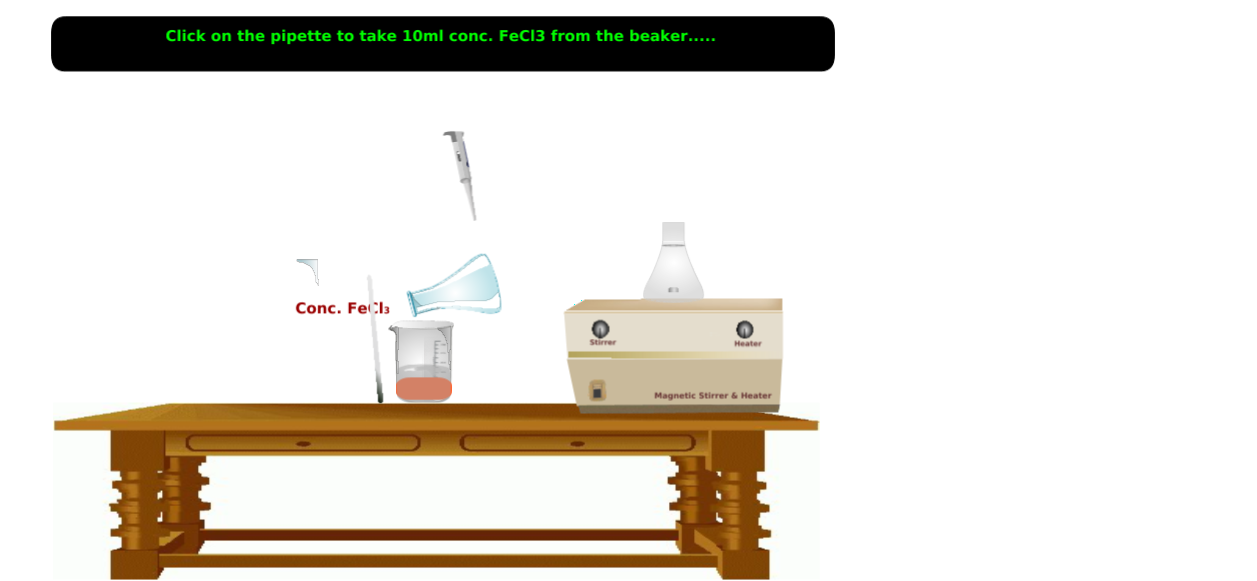 Click on the pipette to take 10ml conc. FeCl3 from the beaker.....
Conc. FeCl₃
Stirrer
Heater
Magnetic Stirrer & Heater